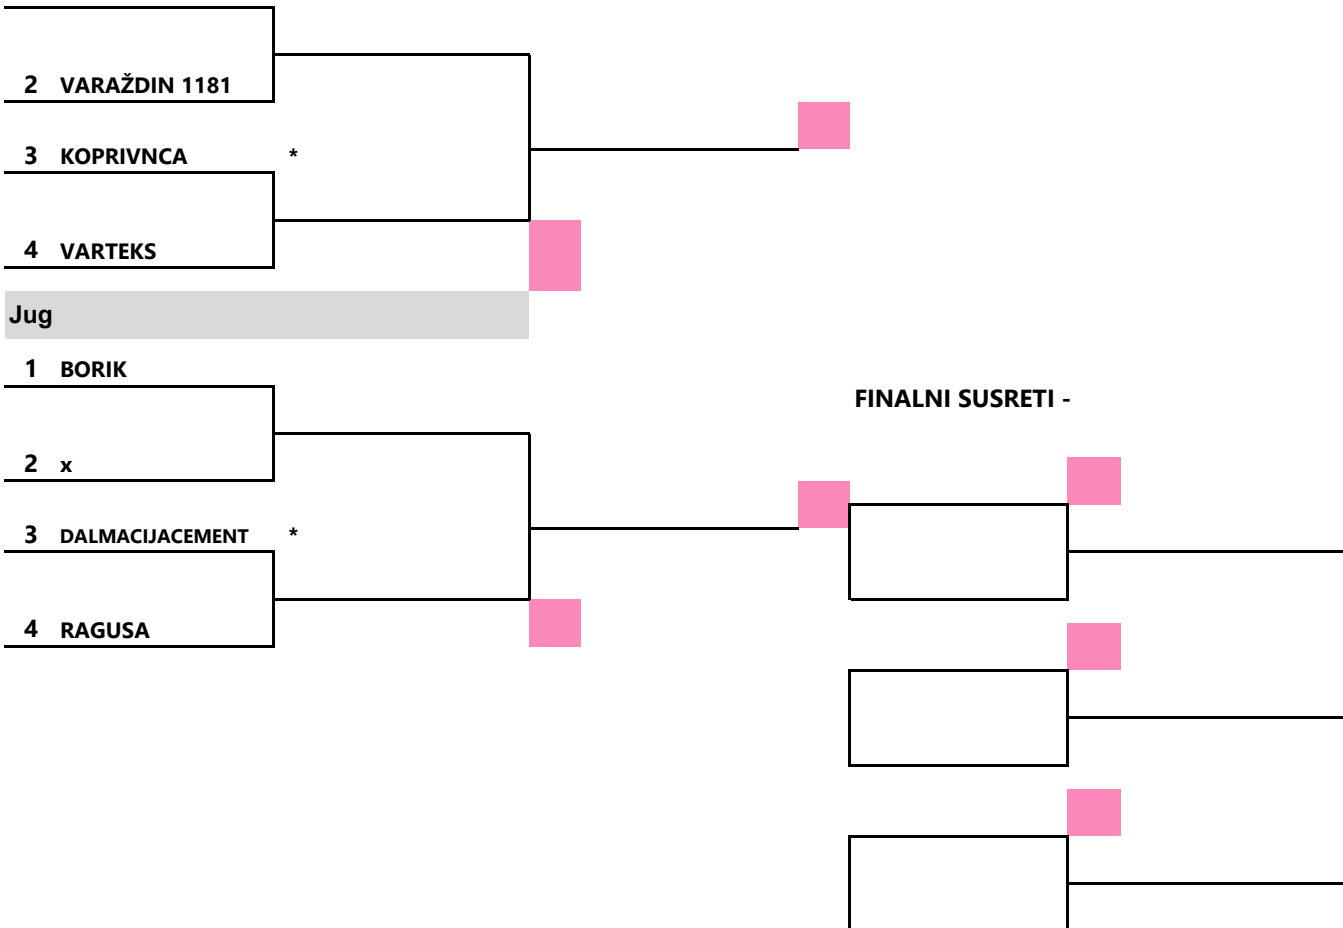 2 VARAŽDIN 1181
3 KOPRIVNCA *
4 VARTEKS
Jug
1 BORIK
FINALNI SUSRETI -
2 x
3 DALMACIJACEMENT *
4 RAGUSA